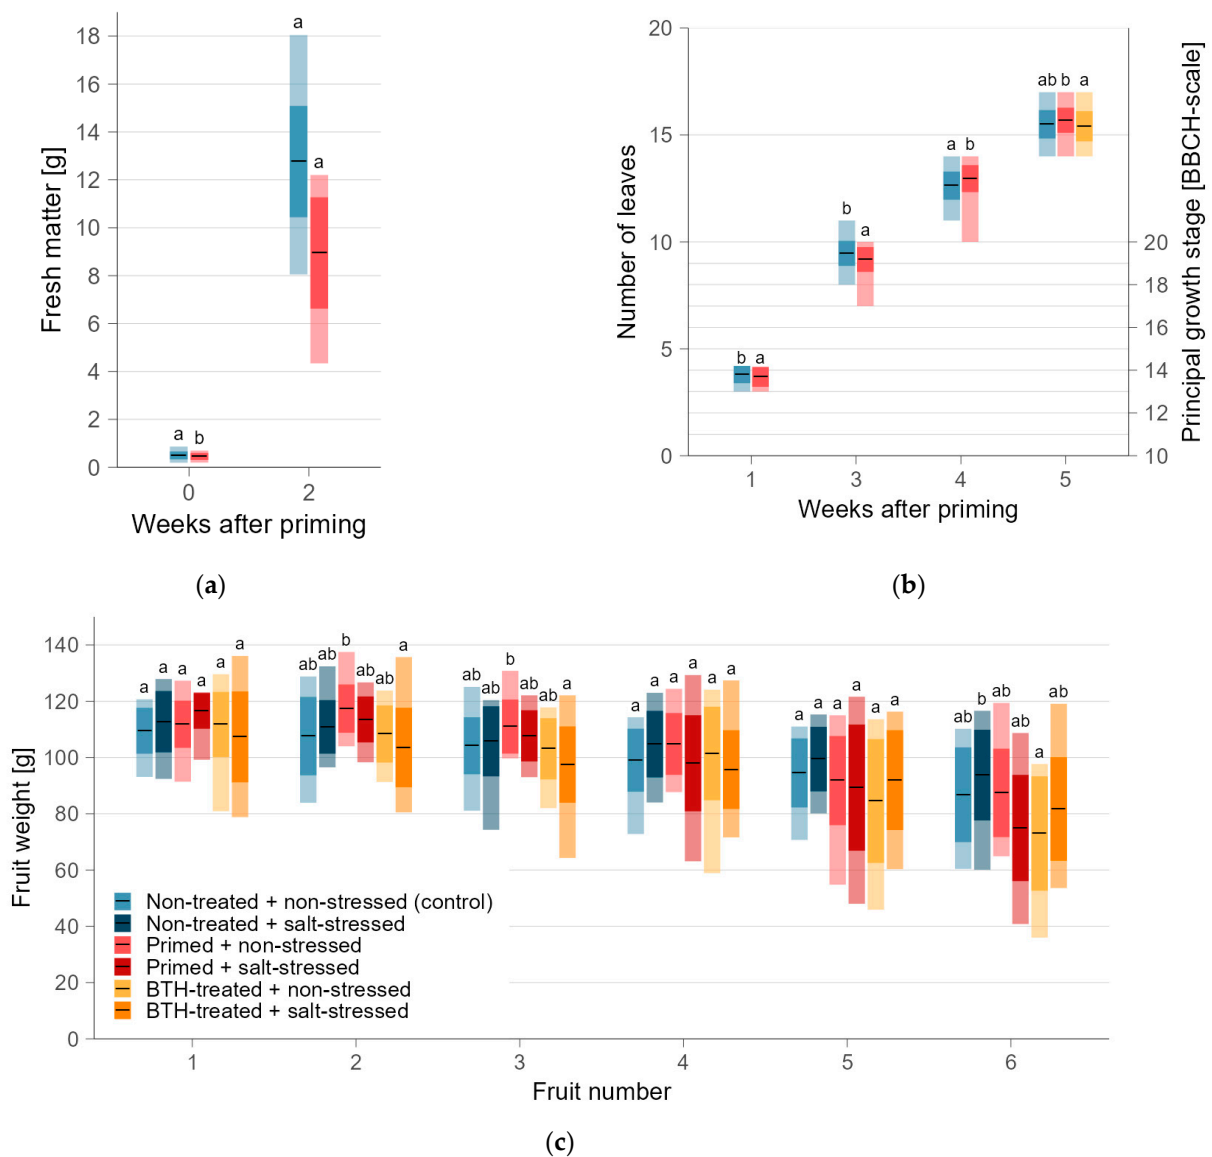 18
16
14
12
10
8
6
4
2
0
Fresh matter [g]
a
b
a
a
0
2
Weeks after priming
(a)
20
15
10
5
0
Number of leaves
b
a
b
a
a
b
ab
b
a
20
18
16
14
12
10
Principal growth stage [BBCH-scale]
1
3
4
5
Weeks after priming
(b)
140
120
100
80
60
40
20
0
Fruit weight [g]
a
a
a
a
a
a
ab
ab
b
ab
ab
a
ab
ab
b
ab
ab
a
a
a
a
a
a
a
a
a
a
a
a
a
ab
b
ab
ab
a
ab
Non-treated + non-stressed (control)
Non-treated + salt-stressed
Primed + non-stressed
Primed + salt-stressed
BTH-treated + non-stressed
BTH-treated + salt-stressed
1
2
3
4
5
6
Fruit number
(c)